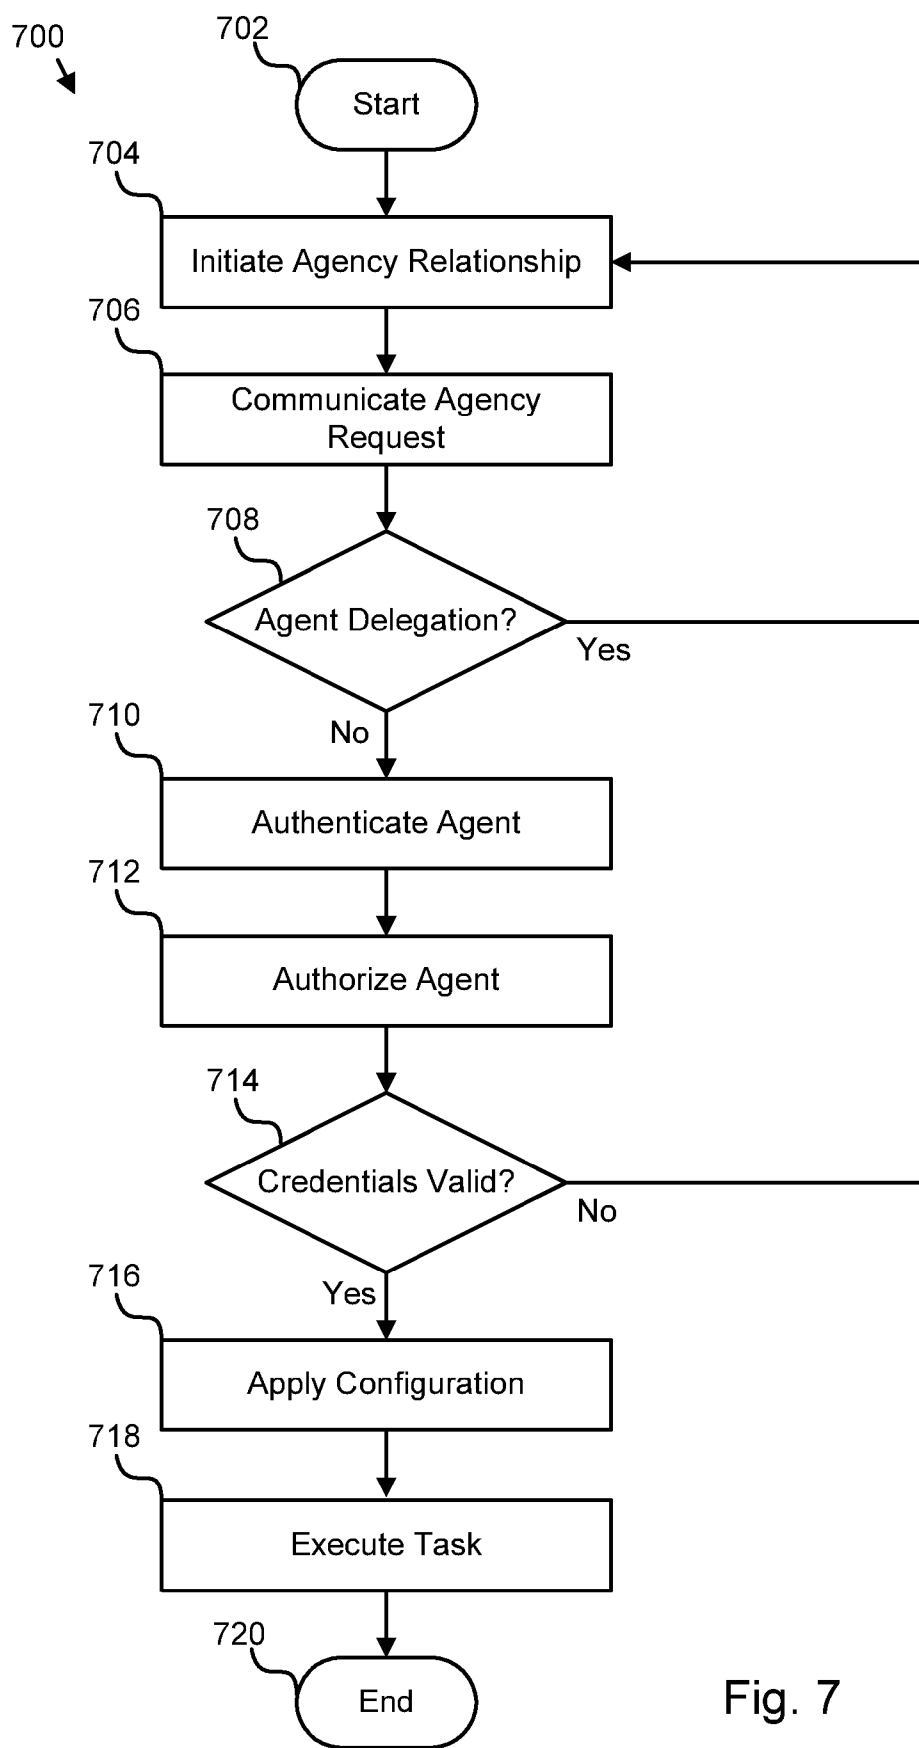 700
702
Start
704
Initiate Agency Relationship
706
Communicate Agency
Request
708
Agent Delegation?
Yes
No
710
Authenticate Agent
712
Authorize Agent
714
Credentials Valid?
No
Yes
716
Apply Configuration
718
Execute Task
720
End
Fig. 7